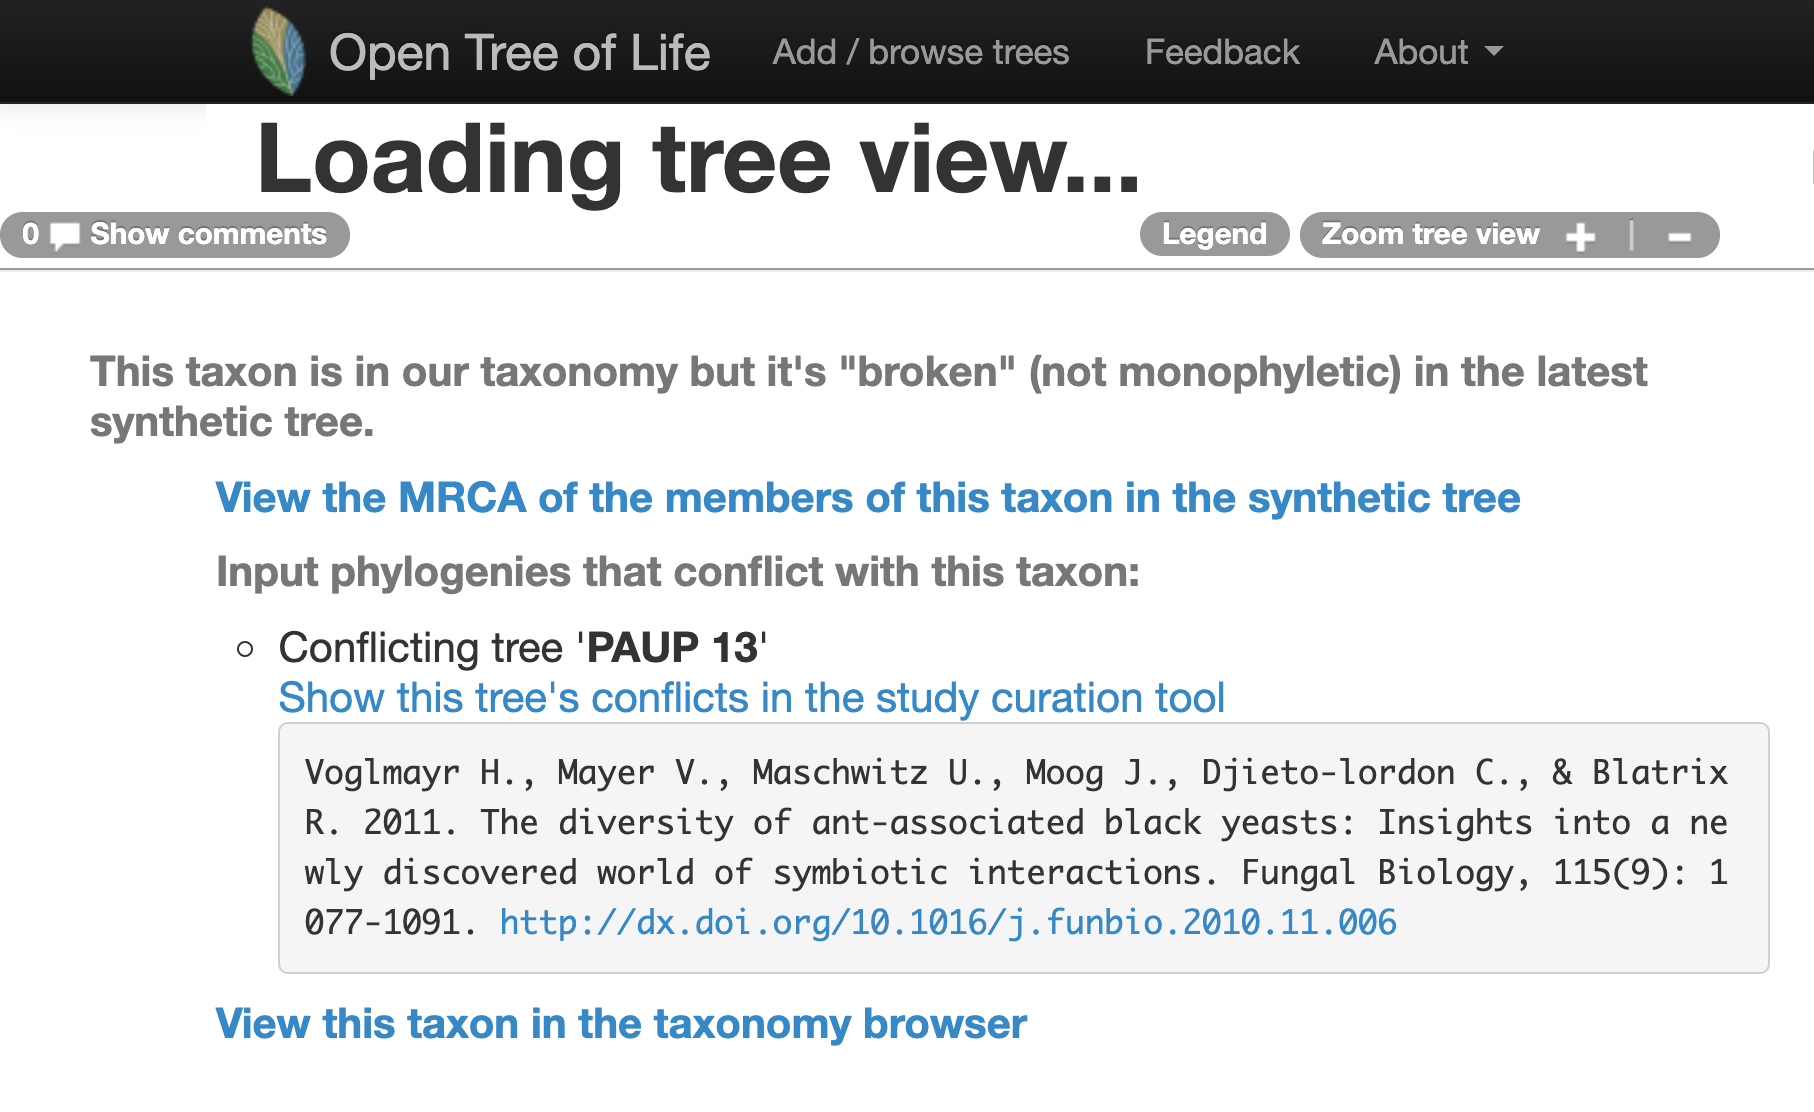 Open Tree of Life Add / browse trees Feedback About
Loading tree view...
0 Show comments Legend Zoom tree view + | −
This taxon is in our taxonomy but it's "broken" (not monophyletic) in the latest
synthetic tree.
View the MRCA of the members of this taxon in the synthetic tree
Input phylogenies that conflict with this taxon:
Conflicting tree 'PAUP 13'
Show this tree's conflicts in the study curation tool
Voglmayr H., Mayer V., Maschwitz U., Moog J., Djieto-lordon C., & Blatrix
R. 2011. The diversity of ant-associated black yeasts: Insights into a ne
wly discovered world of symbiotic interactions. Fungal Biology, 115(9): 1
077-1091. http://dx.doi.org/10.1016/j.funbio.2010.11.006
View this taxon in the taxonomy browser